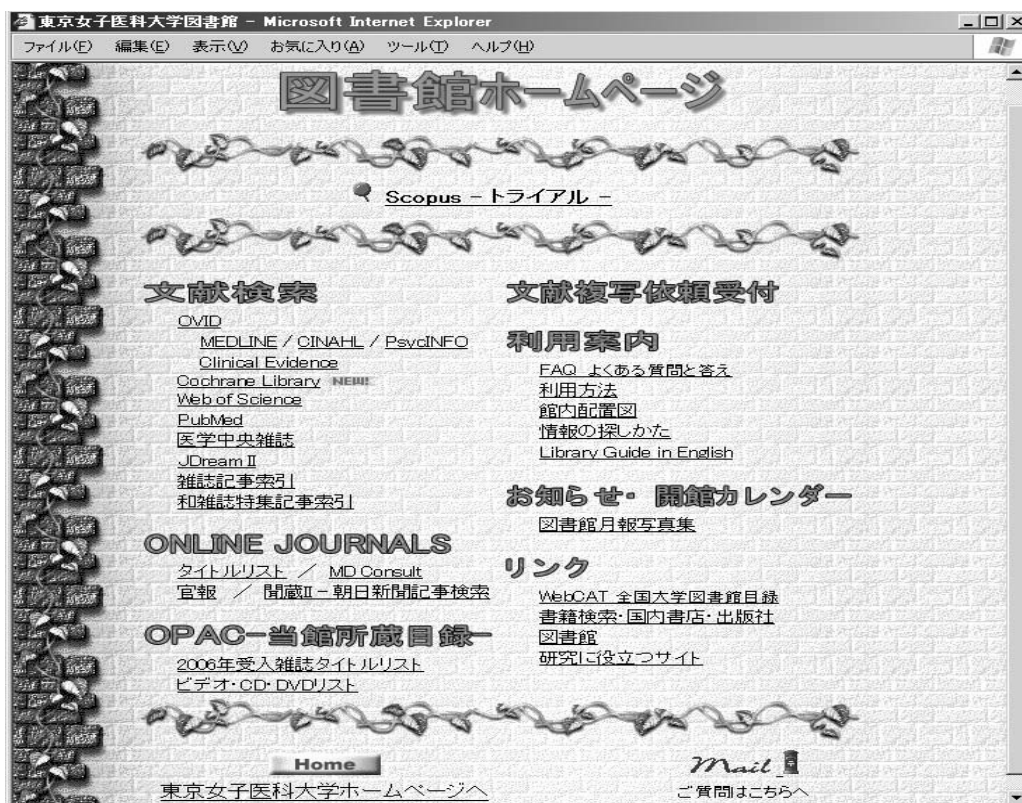 東京女子医科大学図書館 - Microsoft Internet Explorer
ファイル(F) 編集(E) 表示(V) お気に入り(A) ツール(T) ヘルプ(H)
図書館ホームページ
Scopus - トライアル -
文献検索
OVID
MEDLINE / CINAHL / PsycINFO
Clinical Evidence
Cochrane Library NEW!
Web of Science
PubMed
医学中央雑誌
JDreamⅡ
雑誌記事索引
和雑誌特集記事索引
ONLINE JOURNALS
タイトルリスト / MD Consult
官報 / 聞蔵Ⅱ-朝日新聞記事検索
OPAC-当館所蔵目録-
2006年受入雑誌タイトルリスト
ビデオ・CD・DVDリスト
文献複写依頼受付
利用案内
FAQ よくある質問と答え
利用方法
館内配置図
情報の探しかた
Library Guide in English
お知らせ・開館カレンダー
図書館月報写真集
リンク
WebCAT 全国大学図書館目録
書籍検索・国内書店・出版社
図書館
研究に役立つサイト
Home
東京女子医科大学ホームページへ
Mail
ご質問はこちらへ